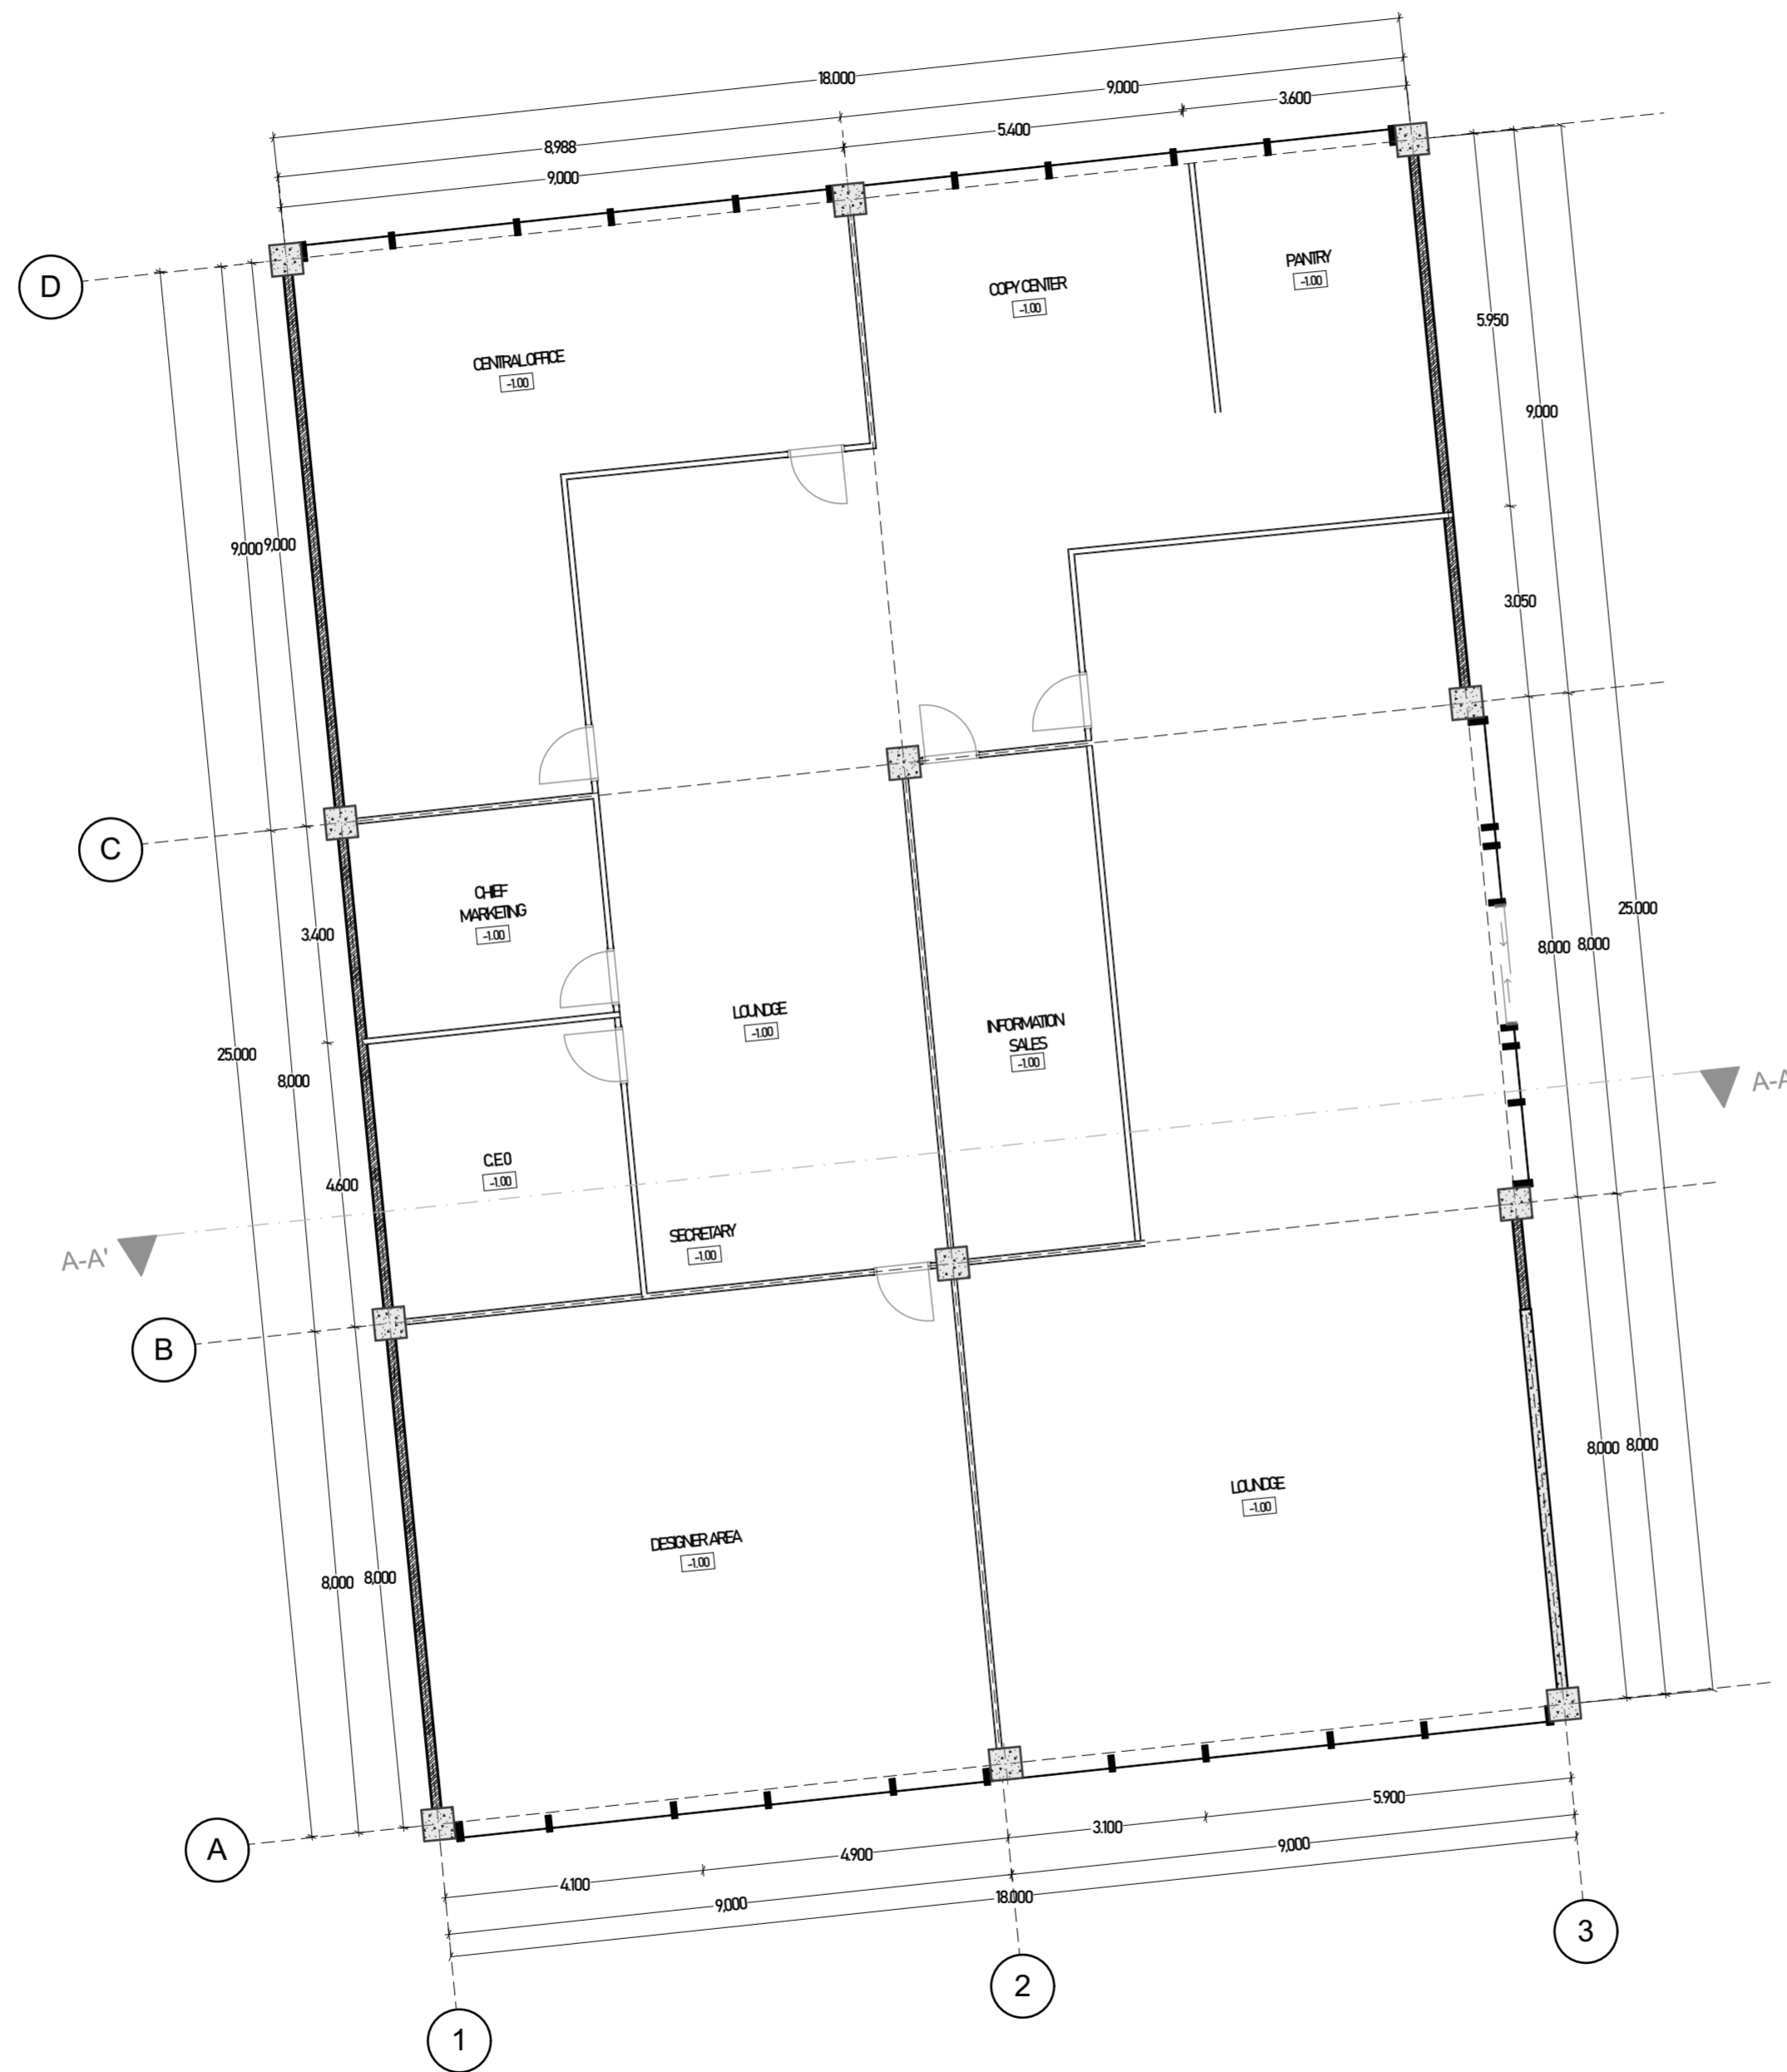 18.000
9,000
3.600
5.400
8,988
9,000
D
PANTRY
-1.00
COPY CENTER
-1.00
5.950
CENTRAL OFFICE
-1.00
9,000
9,000
9,000
3.050
C
CHIEF
MARKETING
-1.00
3.400
25.000
8,000
8,000
LOUNDGE
-1.00
INFORMATION
SALES
-1.00
25.000
8,000
A-A
C.E.O
-1.00
4.600
SECRETARY
-1.00
A-A'
B
8,000
8,000
LOUNDGE
-1.00
DESIGNER AREA
-1.00
8,000
8,000
A
5.900
3.100
4.900
4.100
9,000
9,000
18.000
3
2
1